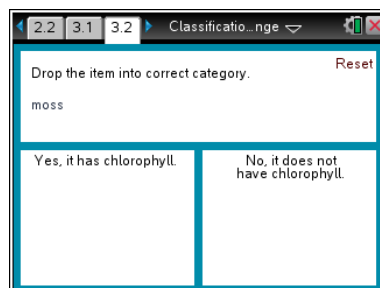 2.2 3.1 3.2 Classificatio...nge
Reset
Drop the item into correct category.
moss
Yes, it has chlorophyll.
No, it does not
have chlorophyll.